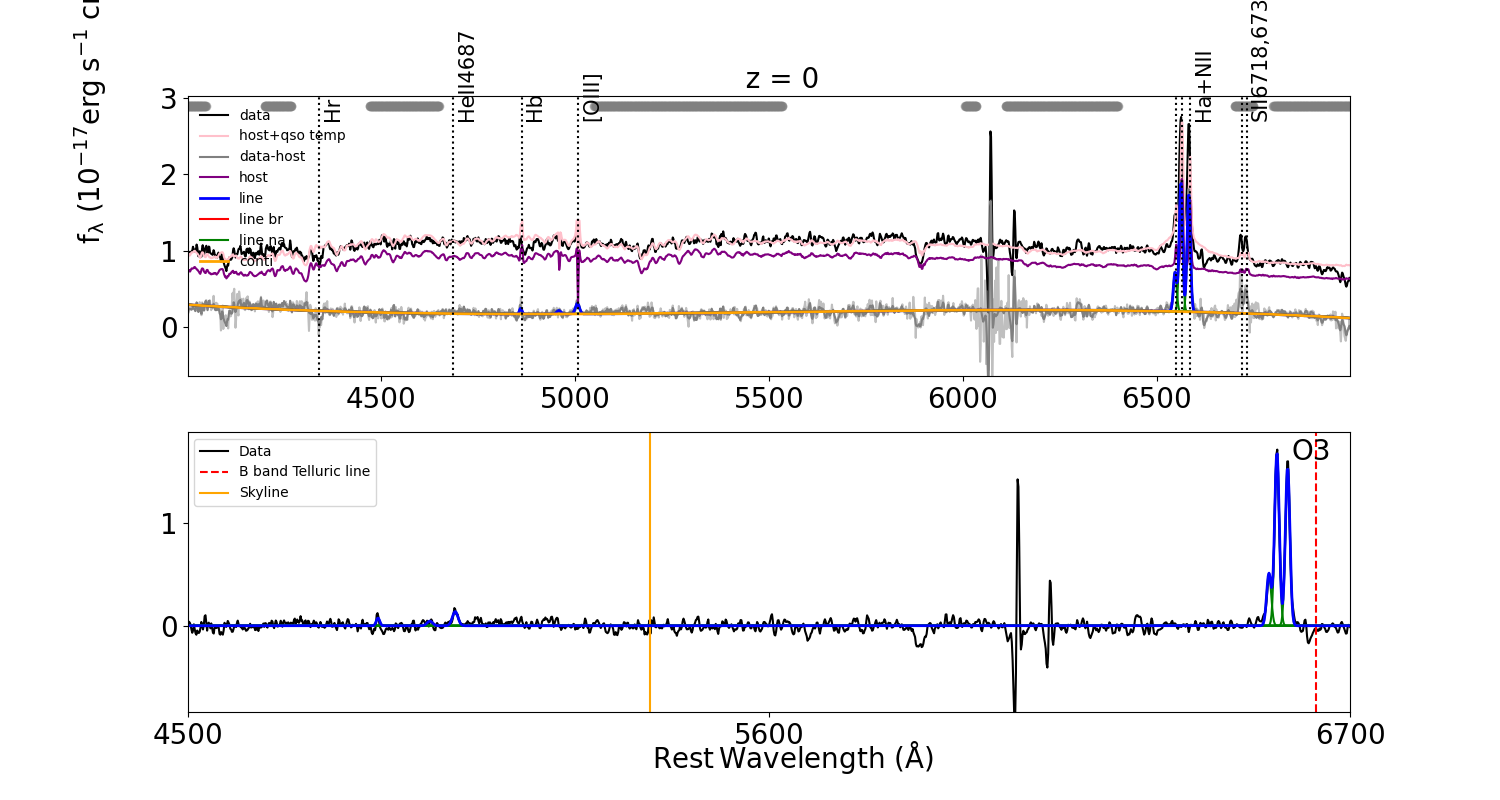 z = 0
f_λ (10^−17 erg s^−1
Hr
HeII4687
Hb
[OIII]
Ha+NII
SII6718,673
3
2
1
0
data
host+qso temp
data-host
host
line
line br
line na
conti
4500
5000
5500
6000
6500
Data
B band Telluric line
Skyline
O3
1
0
4500
5600
6700
Rest Wavelength (Å)